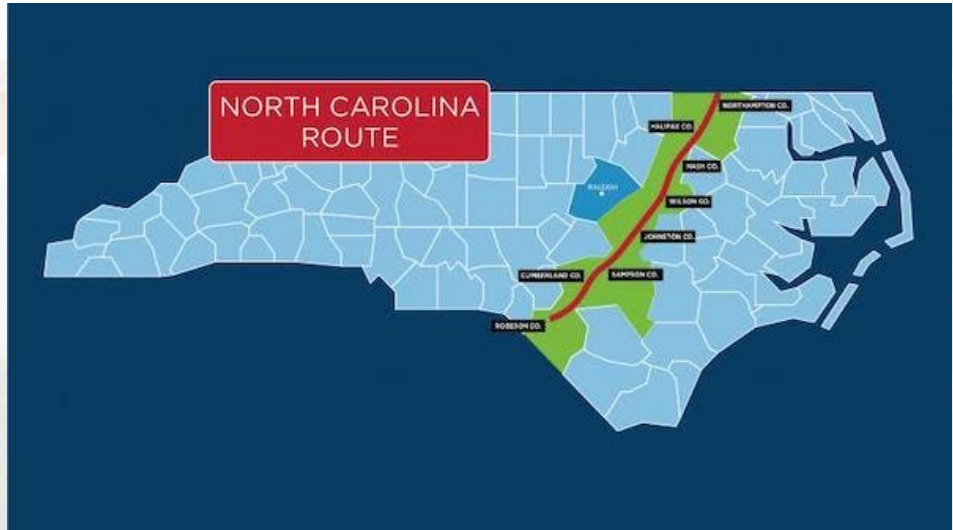 NORTH CAROLINA
ROUTE
NORTHAMPTON CO.
HALIFAX CO.
NASH CO.
RALEIGH
WILSON CO.
JOHNSTON CO.
CUMBERLAND CO.
SAMPSON CO.
ROBESON CO.